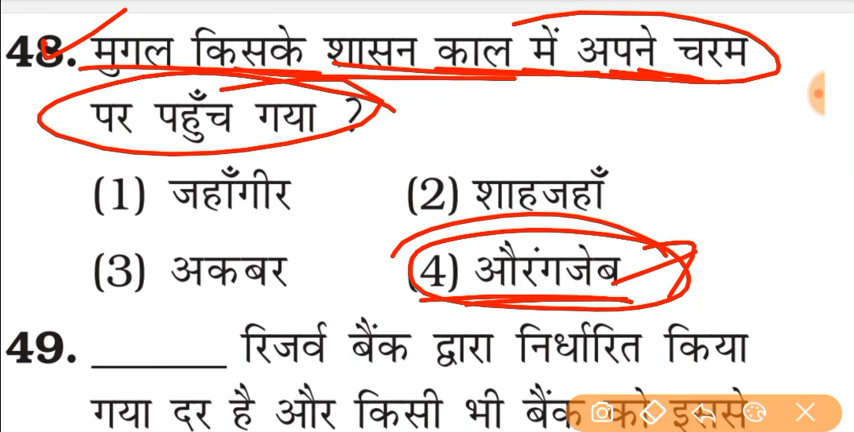 48. मुगल किसके शासन काल में अपने चरम
पर पहुँच गया ?
(1) जहाँगीर (2) शाहजहाँ
(3) अकबर (4) औरंगजेब
49. ______ रिजर्व बैंक द्वारा निर्धारित किया
गया दर है और किसी भी बैंक को इससे